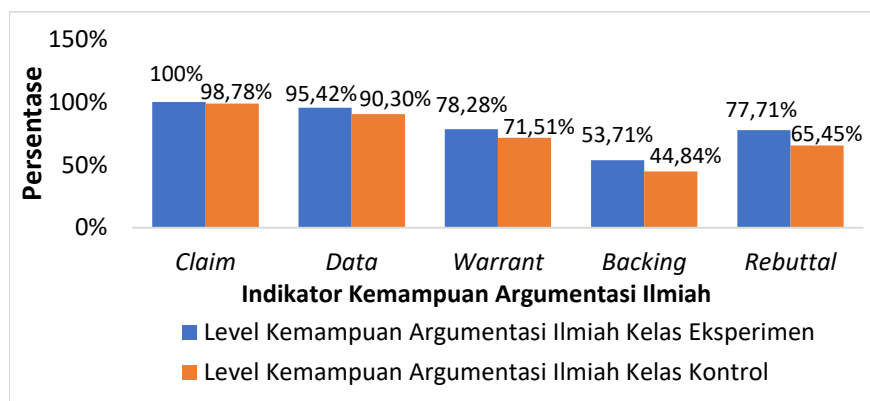 150%
100%
50%
0%
Persentase
100%
98,78%
95,42%
90,30%
78,28%
71,51%
53,71%
44,84%
77,71%
65,45%
Claim
Data
Warrant
Backing
Rebuttal
Indikator Kemampuan Argumentasi Ilmiah
Level Kemampuan Argumentasi Ilmiah Kelas Eksperimen
Level Kemampuan Argumentasi Ilmiah Kelas Kontrol